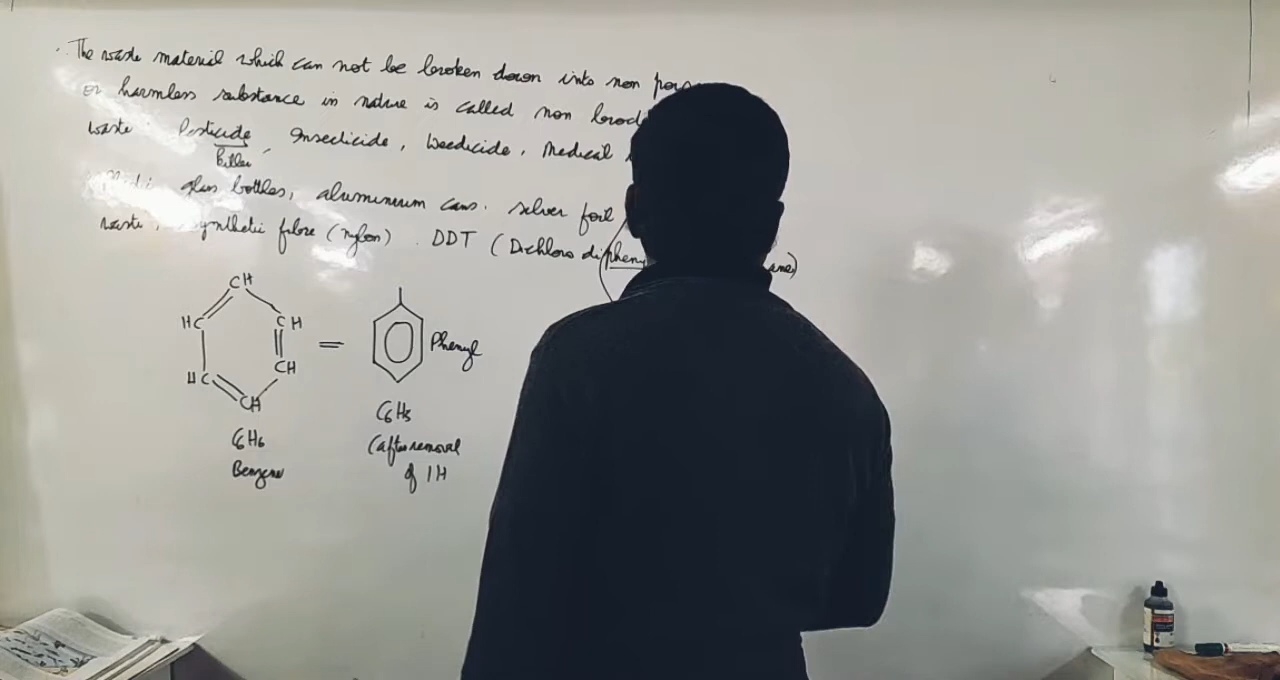 The waste material which can not be broken down into non
or harmless substance in nature is called non
waste Pesticide, Insecticide, Weedicide, Medical
killer
glass bottles, aluminium cans. silver foil
waste, synthetic fibre (nylon). DDT (Dichloro diphenyl
CH
HC CH
HC CH
CH
=
Phenyl
C6H6
Benzene
C6H5
(after removal
of 1H